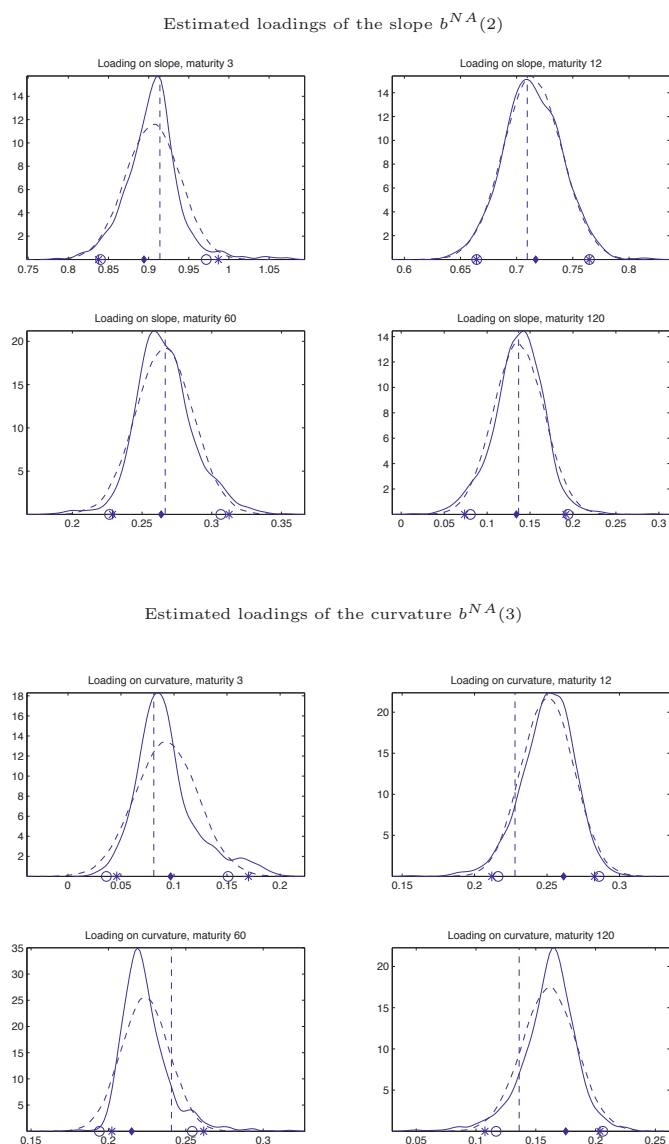 Estimated loadings of the slope b^{NA}(2)
Loading on slope, maturity 3
14
12
10
8
6
4
2
0.75 0.8 0.85 0.9 0.95 1 1.05
Loading on slope, maturity 12
14
12
10
8
6
4
2
0.6 0.65 0.7 0.75 0.8
Loading on slope, maturity 60
20
15
10
5
0.2 0.25 0.3 0.35
Loading on slope, maturity 120
14
12
10
8
6
4
2
0 0.05 0.1 0.15 0.2 0.25 0.3
Estimated loadings of the curvature b^{NA}(3)
Loading on curvature, maturity 3
18
16
14
12
10
8
6
4
2
0 0.05 0.1 0.15 0.2
Loading on curvature, maturity 12
20
15
10
5
0.15 0.2 0.25 0.3
Loading on curvature, maturity 60
35
30
25
20
15
10
5
0.15 0.2 0.25 0.3
Loading on curvature, maturity 120
20
15
10
5
0.05 0.1 0.15 0.2 0.25